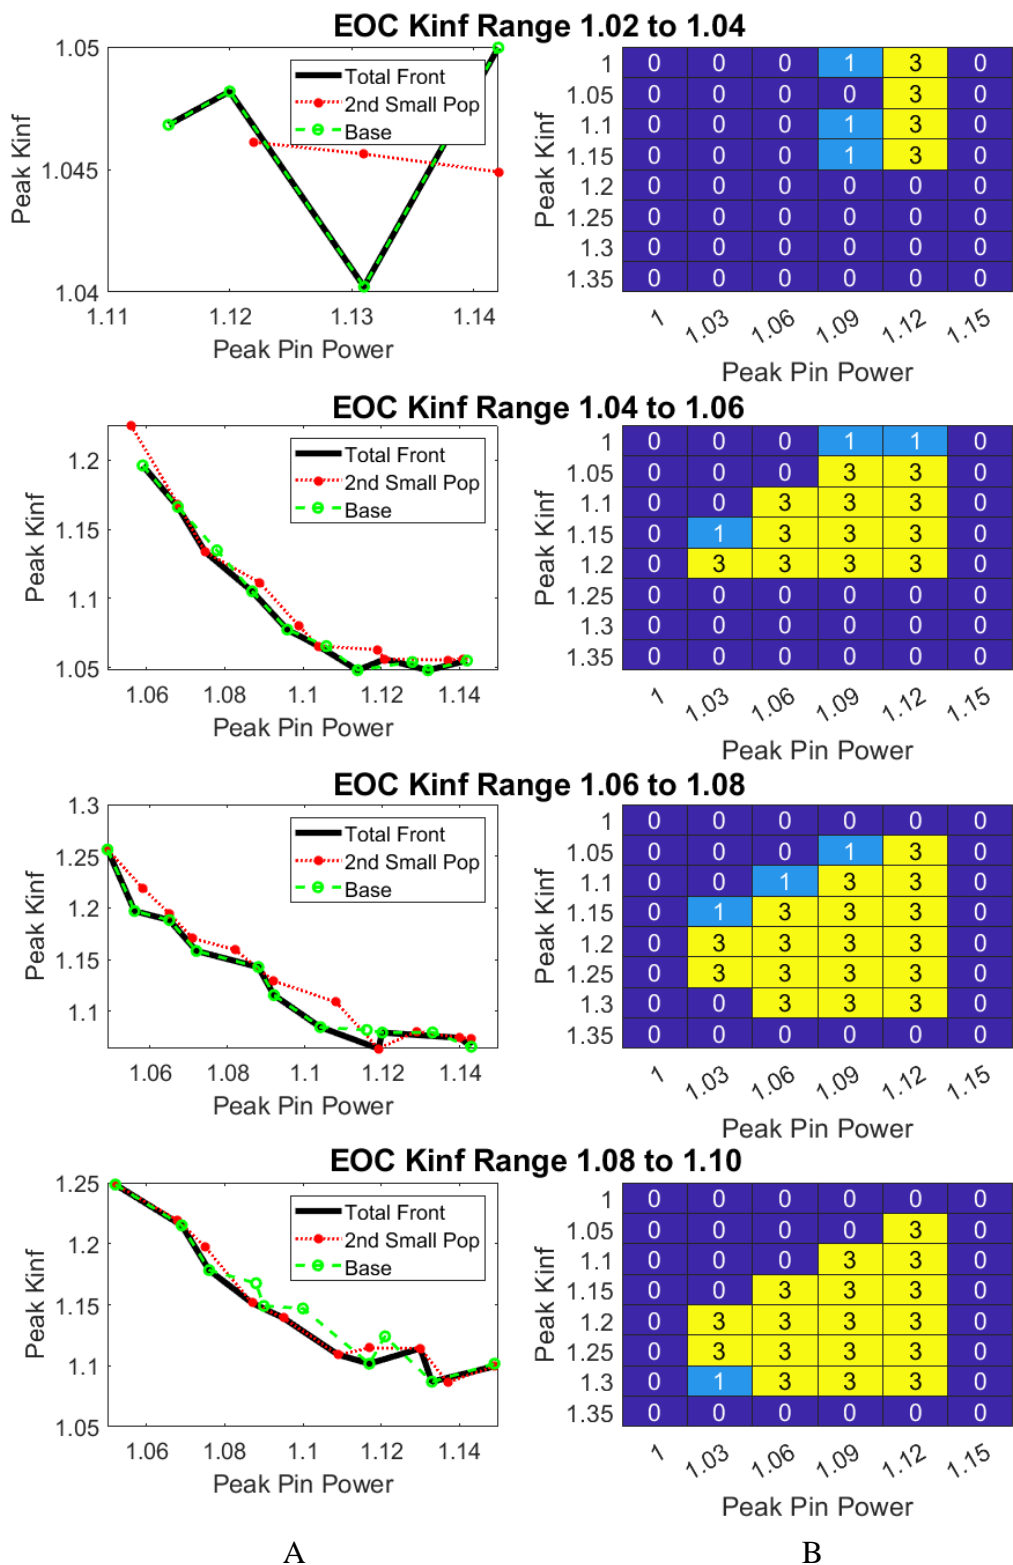 EOC Kinf Range 1.02 to 1.04
1.05
1.045
1.04
Peak Kinf
1.11 1.12 1.13 1.14
Peak Pin Power
Total Front
2nd Small Pop
Base
Peak Kinf
1 0 0 0 1 3 0
1.05 0 0 0 0 3 0
1.1 0 0 0 1 3 0
1.15 0 0 0 1 3 0
1.2 0 0 0 0 0 0
1.25 0 0 0 0 0 0
1.3 0 0 0 0 0 0
1.35 0 0 0 0 0 0
1 1.03 1.06 1.09 1.12 1.15
Peak Pin Power
EOC Kinf Range 1.04 to 1.06
1.2
1.15
1.1
1.05
Peak Kinf
1.06 1.08 1.1 1.12 1.14
Peak Pin Power
Total Front
2nd Small Pop
Base
Peak Kinf
1 0 0 0 1 1 0
1.05 0 0 0 3 3 0
1.1 0 0 3 3 3 0
1.15 0 1 3 3 3 0
1.2 0 3 3 3 3 0
1.25 0 0 0 0 0 0
1.3 0 0 0 0 0 0
1.35 0 0 0 0 0 0
1 1.03 1.06 1.09 1.12 1.15
Peak Pin Power
EOC Kinf Range 1.06 to 1.08
1.3
1.25
1.2
1.15
1.1
Peak Kinf
1.06 1.08 1.1 1.12 1.14
Peak Pin Power
Total Front
2nd Small Pop
Base
Peak Kinf
1 0 0 0 0 0 0
1.05 0 0 0 1 3 0
1.1 0 0 1 3 3 0
1.15 0 1 3 3 3 0
1.2 0 3 3 3 3 0
1.25 0 3 3 3 3 0
1.3 0 0 3 3 3 0
1.35 0 0 0 0 0 0
1 1.03 1.06 1.09 1.12 1.15
Peak Pin Power
EOC Kinf Range 1.08 to 1.10
1.25
1.2
1.15
1.1
1.05
Peak Kinf
1.06 1.08 1.1 1.12 1.14
Peak Pin Power
Total Front
2nd Small Pop
Base
Peak Kinf
1 0 0 0 0 0 0
1.05 0 0 0 0 3 0
1.1 0 0 0 3 3 0
1.15 0 0 3 3 3 0
1.2 0 3 3 3 3 0
1.25 0 3 3 3 3 0
1.3 0 1 3 3 3 0
1.35 0 0 0 0 0 0
1 1.03 1.06 1.09 1.12 1.15
Peak Pin Power
A B